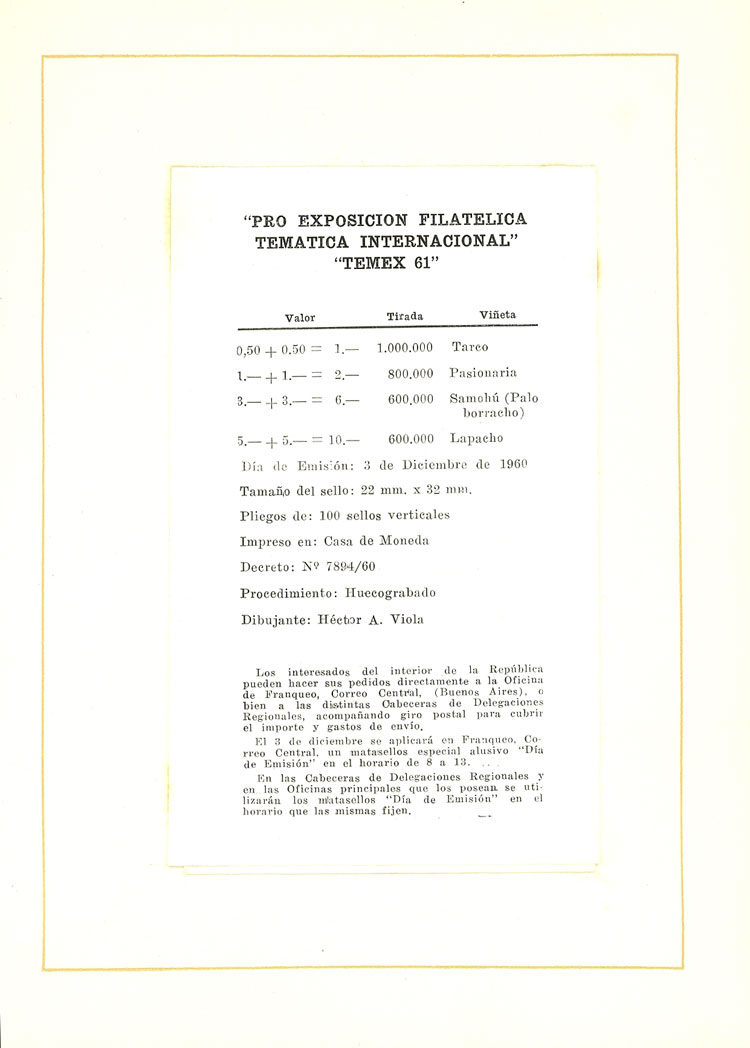 “PRO EXPOSICION FILATELICA
TEMATICA INTERNACIONAL”
“TEMEX 61”
Valor Tirada Viñeta
0,50 + 0.50 = 1.— 1.000.000 Tarco
1.— + 1.— = 2.— 800.000 Pasionaria
3.— + 3.— = 6.— 600.000 Samohú (Palo
borracho)
5.— + 5.— = 10.— 600.000 Lapacho
Día de Emisión: 3 de Diciembre de 1960
Tamaño del sello: 22 mm. x 32 mm.
Pliegos de: 100 sellos verticales
Impreso en: Casa de Moneda
Decreto: Nº 7894/60
Procedimiento: Huecograbado
Dibujante: Héctor A. Viola
Los interesados del interior de la República
pueden hacer sus pedidos directamente a la Oficina
de Franqueo, Correo Central, (Buenos Aires), o
bien a las distintas Cabeceras de Delegaciones
Regionales, acompañando giro postal para cubrir
el importe y gastos de envío.
El 3 de diciembre se aplicará en Franqueo, Co-
rreo Central, un matasellos especial alusivo “Día
de Emisión” en el horario de 8 a 13.
En las Cabeceras de Delegaciones Regionales y
en las Oficinas principales que los posean se uti-
lizarán los matasellos “Día de Emisión” en el
horario que las mismas fijen.